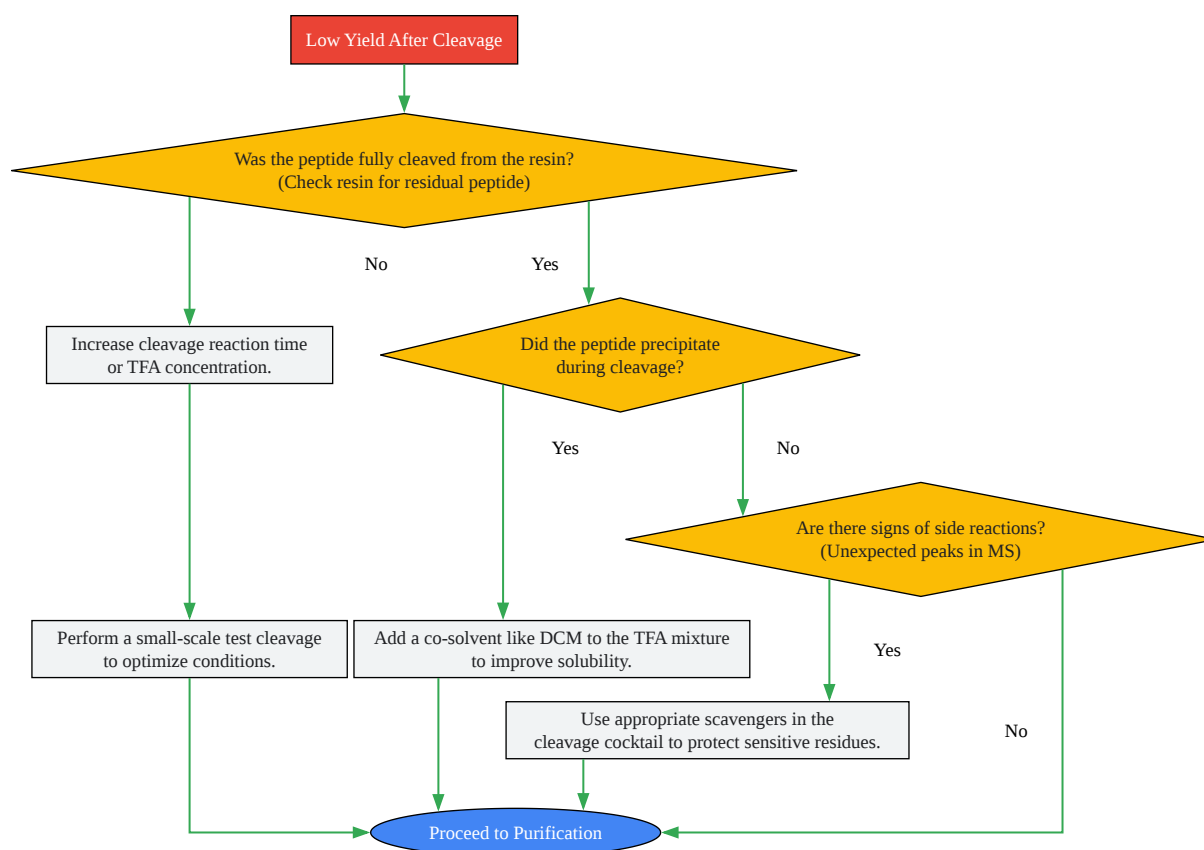 Low Yield After Cleavage
Was the peptide fully cleaved from the resin?
(Check resin for residual peptide)
No
Yes
Increase cleavage reaction time
or TFA concentration.
Did the peptide precipitate
during cleavage?
Yes
No
Are there signs of side reactions?
(Unexpected peaks in MS)
Perform a small-scale test cleavage
to optimize conditions.
Add a co-solvent like DCM to the TFA mixture
to improve solubility.
Yes
No
Use appropriate scavengers in the
cleavage cocktail to protect sensitive residues.
Proceed to Purification